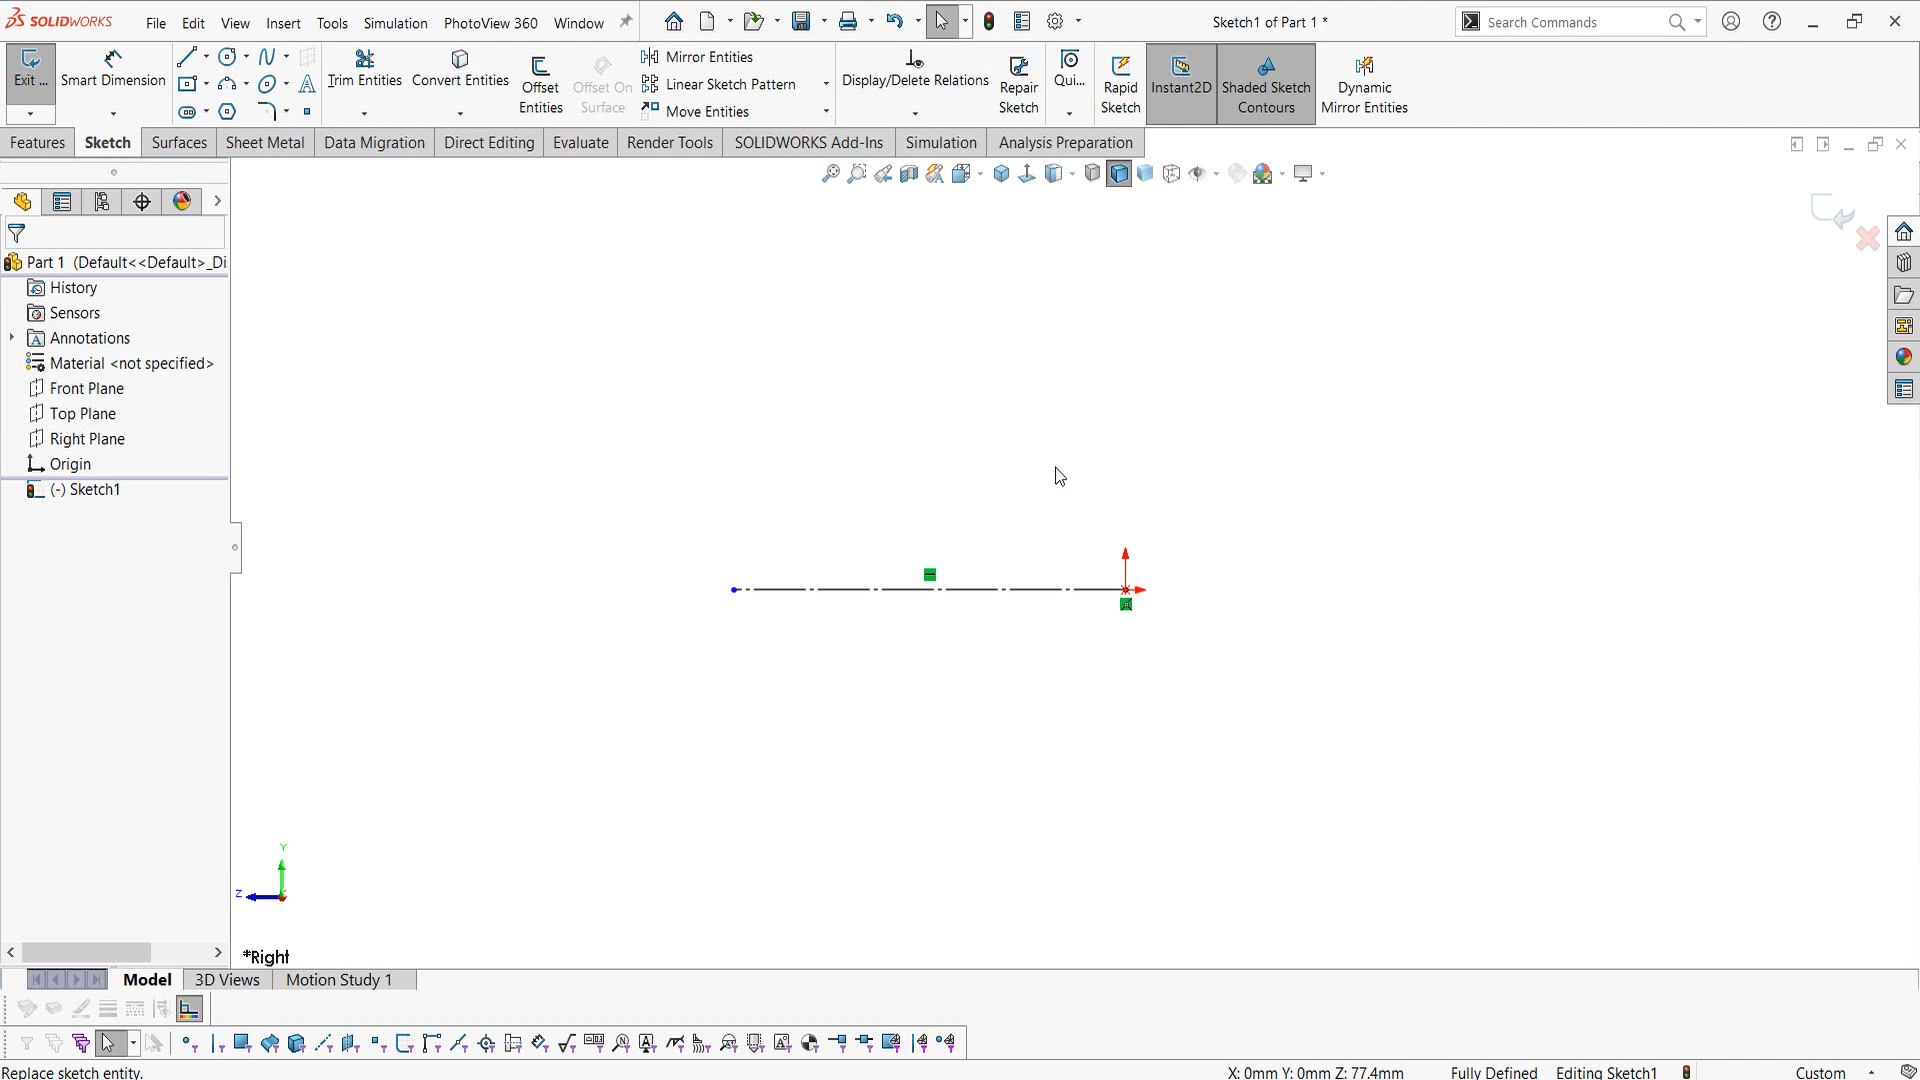 SOLIDWORKS File Edit View Insert Tools Simulation PhotoView 360 Window Sketch1 of Part 1 * Search Commands
Exit ... Smart Dimension Trim Entities Convert Entities Offset Entities Offset On Surface Mirror Entities Linear Sketch Pattern Move Entities Display/Delete Relations Repair Sketch Qui... Rapid Sketch Instant2D Shaded Sketch Contours Dynamic Mirror Entities
Features Sketch Surfaces Sheet Metal Data Migration Direct Editing Evaluate Render Tools SOLIDWORKS Add-Ins Simulation Analysis Preparation
Part 1 (Default<<Default>_Di
History
Sensors
Annotations
Material <not specified>
Front Plane
Top Plane
Right Plane
Origin
(-) Sketch1
Y
Z
*Right
Model 3D Views Motion Study 1
Replace sketch entity. X: 0mm Y: 0mm Z: 77.4mm Fully Defined Editing Sketch1 Custom